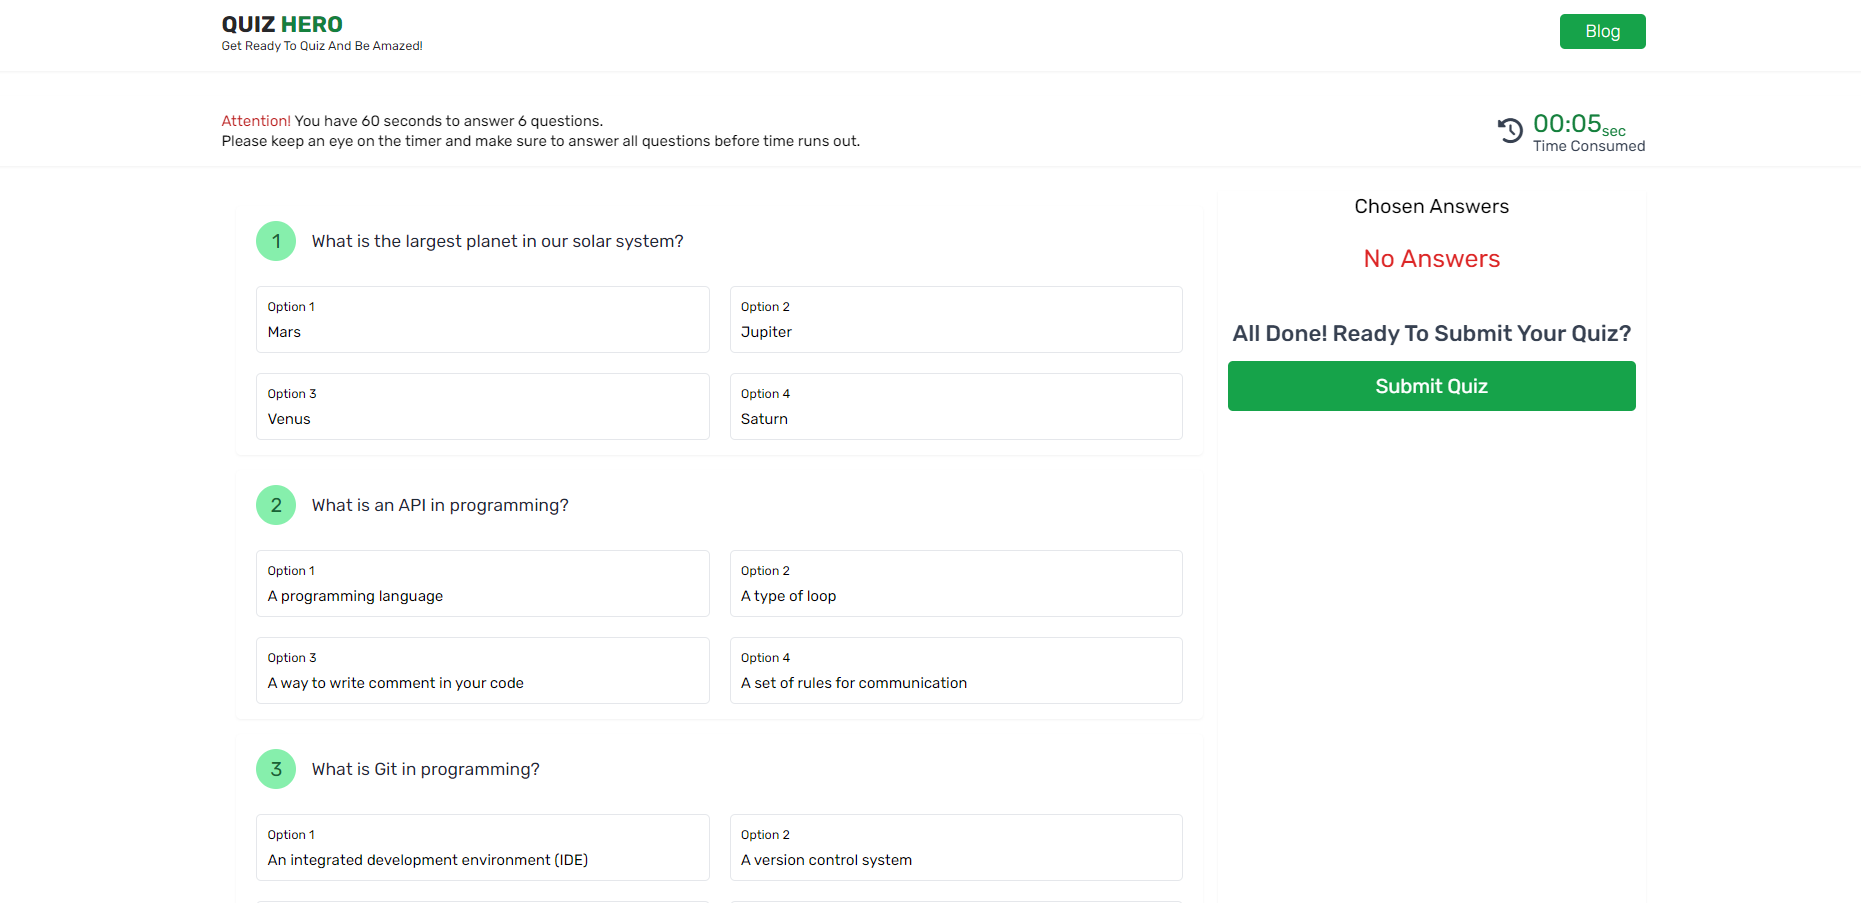 QUIZ HERO
Get Ready To Quiz And Be Amazed!
Blog
Attention! You have 60 seconds to answer 6 questions.
Please keep an eye on the timer and make sure to answer all questions before time runs out.
00:05sec
Time Consumed
1 What is the largest planet in our solar system?
Option 1
Mars
Option 2
Jupiter
Option 3
Venus
Option 4
Saturn
2 What is an API in programming?
Option 1
A programming language
Option 2
A type of loop
Option 3
A way to write comment in your code
Option 4
A set of rules for communication
3 What is Git in programming?
Option 1
An integrated development environment (IDE)
Option 2
A version control system
Chosen Answers
No Answers
All Done! Ready To Submit Your Quiz?
Submit Quiz